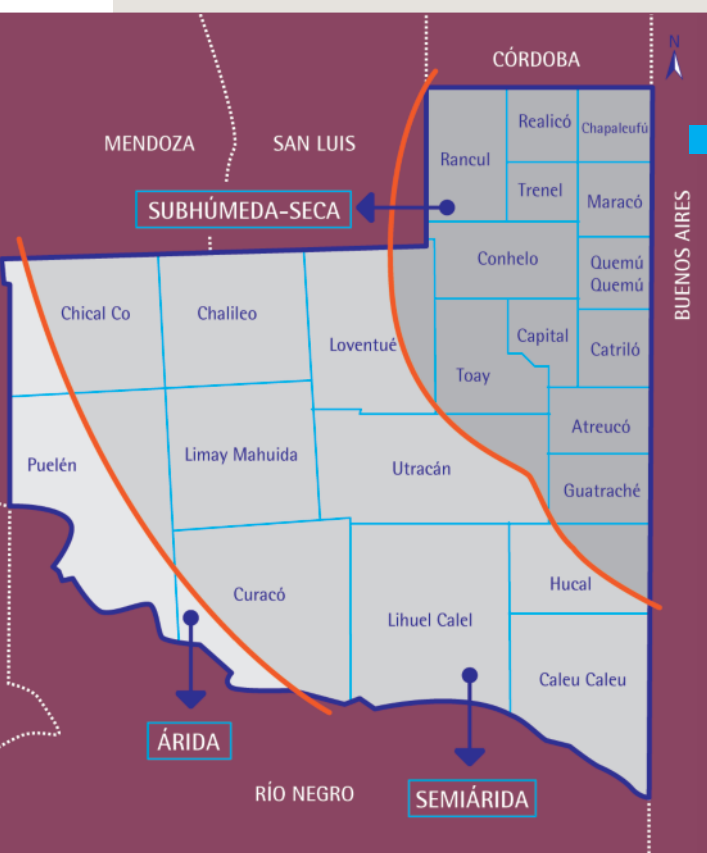 N
CÓRDOBA
MENDOZA
SAN LUIS
BUENOS AIRES
Realicó
Chapaleufú
Rancul
Trenel
Maracó
SUBHÚMEDA-SECA
Conhelo
Quemú
Quemú
Chical Co
Chalileo
Loventué
Capital
Catriló
Toay
Atreucó
Puelén
Limay Mahuida
Utracán
Guatraché
Curacó
Hucal
Lihuel Calel
Caleu Caleu
ÁRIDA
RÍO NEGRO
SEMIÁRIDA